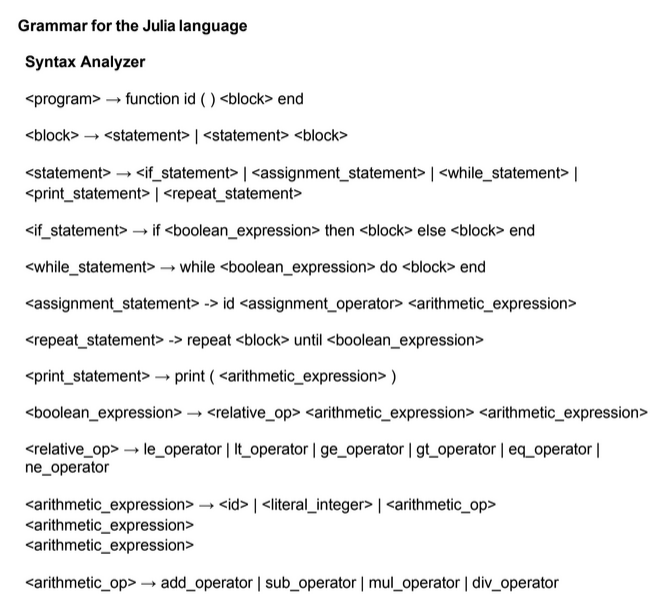 Grammar for the Julia language
Syntax Analyzer
<program> → function id ( ) <block> end
<block> → <statement> | <statement> <block>
<statement> → <if_statement> | <assignment_statement> | <while_statement> |
<print_statement> | <repeat_statement>
<if_statement> → if <boolean_expression> then <block> else <block> end
<while_statement> → while <boolean_expression> do <block> end
<assignment_statement> -> id <assignment_operator> <arithmetic_expression>
<repeat_statement> -> repeat <block> until <boolean_expression>
<print_statement> → print ( <arithmetic_expression> )
<boolean_expression> → <relative_op> <arithmetic_expression> <arithmetic_expression>
<relative_op> → le_operator | lt_operator | ge_operator | gt_operator | eq_operator |
ne_operator
<arithmetic_expression> → <id> | <literal_integer> | <arithmetic_op>
<arithmetic_expression>
<arithmetic_expression>
<arithmetic_op> → add_operator | sub_operator | mul_operator | div_operator